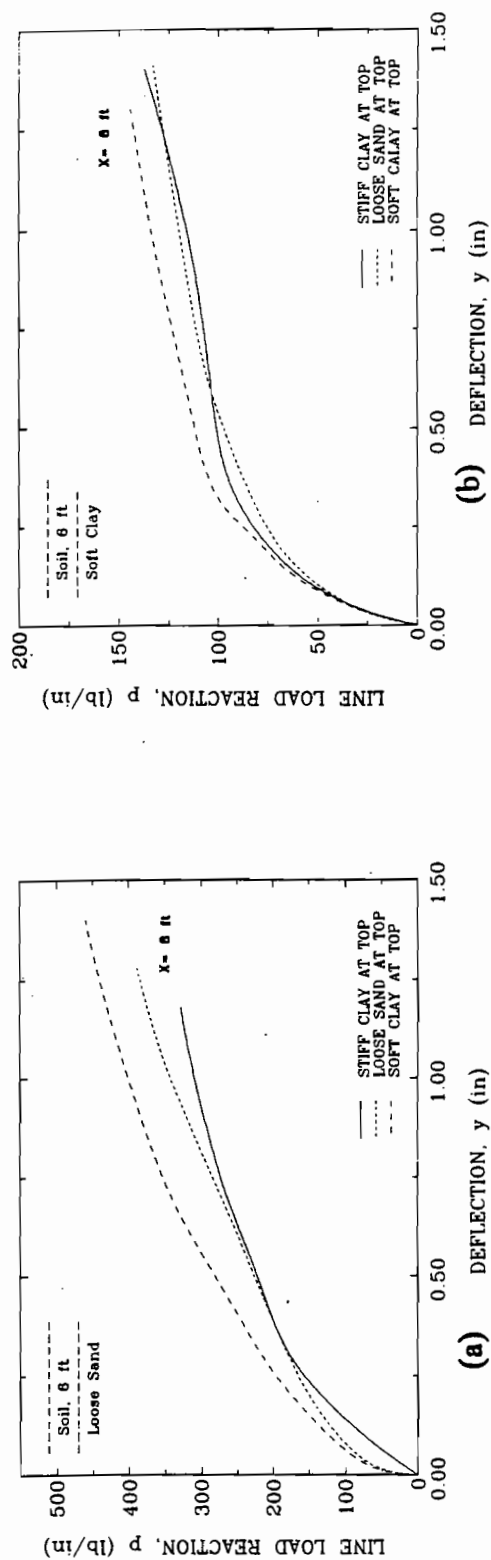 500
400
300
200
100
0
LINE LOAD REACTION, p (lb/in)
Soil, 6 ft
Loose Sand
X= 6 ft
STIFF CLAY AT TOP
LOOSE SAND AT TOP
SOFT CLAY AT TOP
0.00
0.50
1.00
1.50
(a) DEFLECTION, y (in)
200
150
100
50
0
LINE LOAD REACTION, p (lb/in)
Soil, 6 ft
Soft Clay
X= 6 ft
STIFF CLAY AT TOP
LOOSE SAND AT TOP
SOFT CALAY AT TOP
0.00
0.50
1.00
1.50
(b) DEFLECTION, y (in)